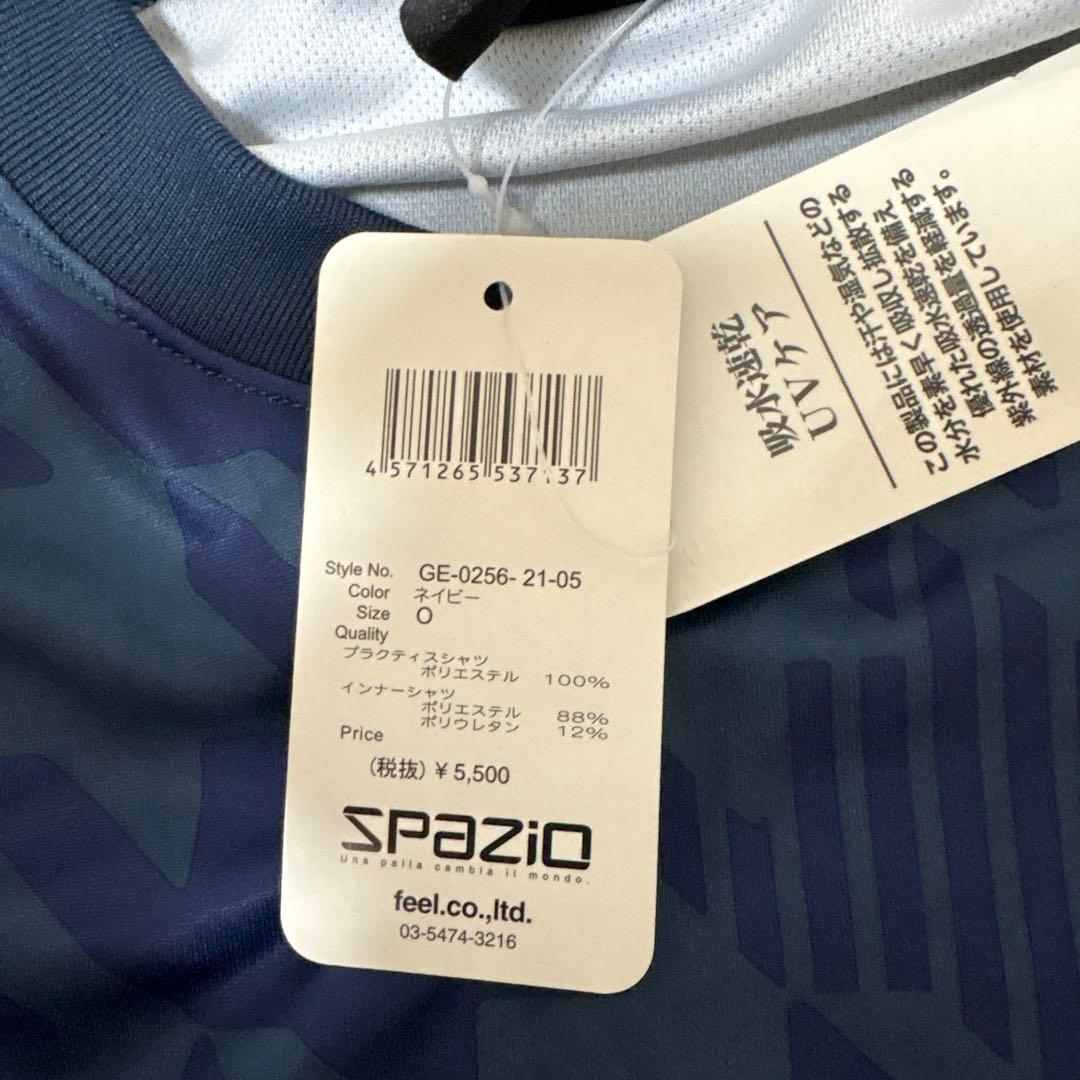 4 571265 537137
Style No. GE-0256- 21-05
Color ネイビー
Size O
Quality
プラクティスシャツ
ポリエステル 100%
インナーシャツ
ポリエステル 88%
ポリウレタン 12%
Price
(税抜) ¥ 5,500
SPAZIO
Una palla cambia il mondo.
feel.co.,ltd.
03-5474-3216
吸水速乾
UVケア
この製品には汗や湿気などの
水分を素早く吸収し拡散する
優れた吸水速乾を備え
紫外線の透過量を軽減する
素材を使用しています。